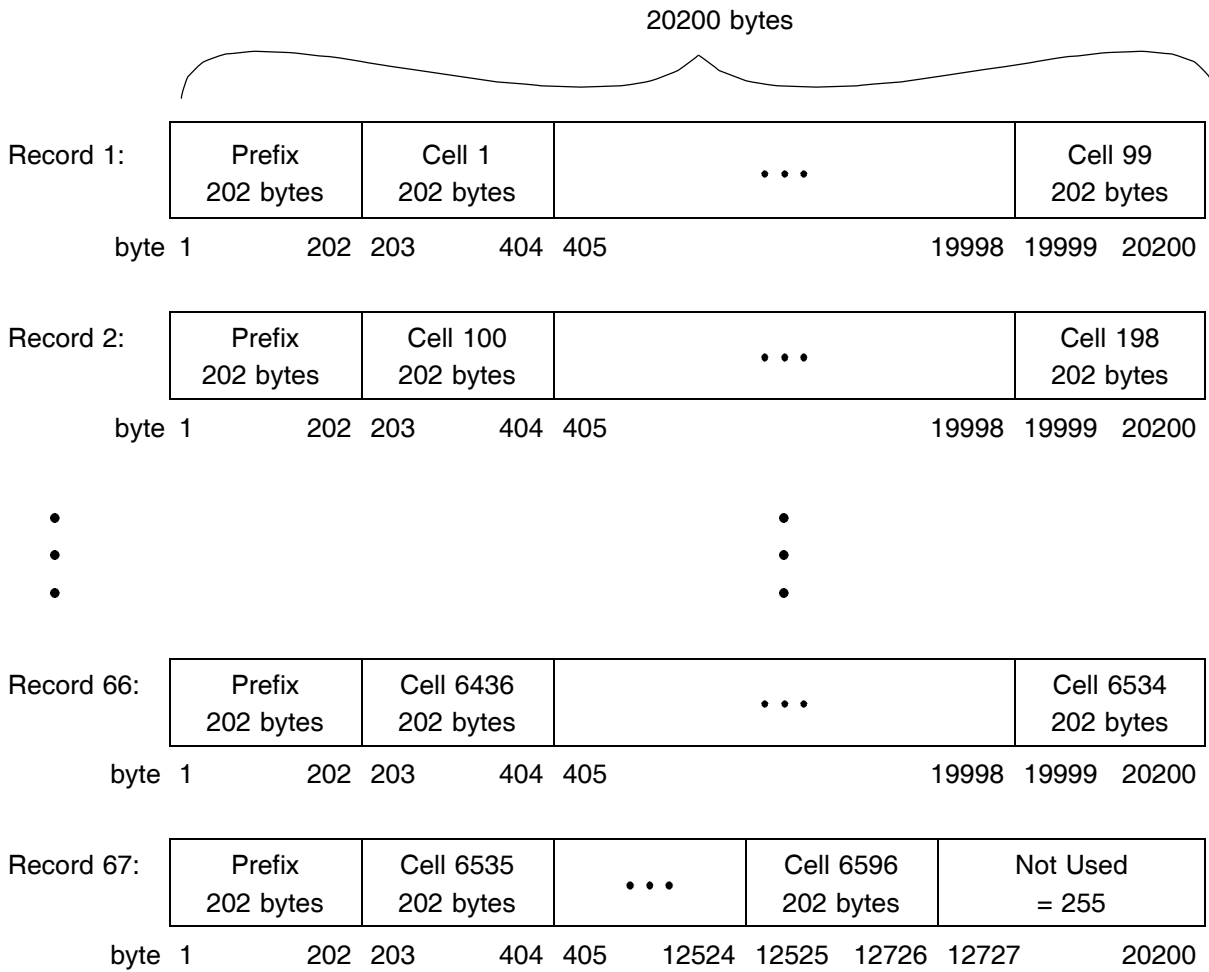 20200 bytes
Record 1:
Prefix
202 bytes
Cell 1
202 bytes
• • •
Cell 99
202 bytes
byte 1 202 203 404 405 19998 19999 20200
Record 2:
Prefix
202 bytes
Cell 100
202 bytes
• • •
Cell 198
202 bytes
byte 1 202 203 404 405 19998 19999 20200
Record 66:
Prefix
202 bytes
Cell 6436
202 bytes
• • •
Cell 6534
202 bytes
byte 1 202 203 404 405 19998 19999 20200
Record 67:
Prefix
202 bytes
Cell 6535
202 bytes
• • •
Cell 6596
202 bytes
Not Used
= 255
byte 1 202 203 404 405 12524 12525 12726 12727 20200